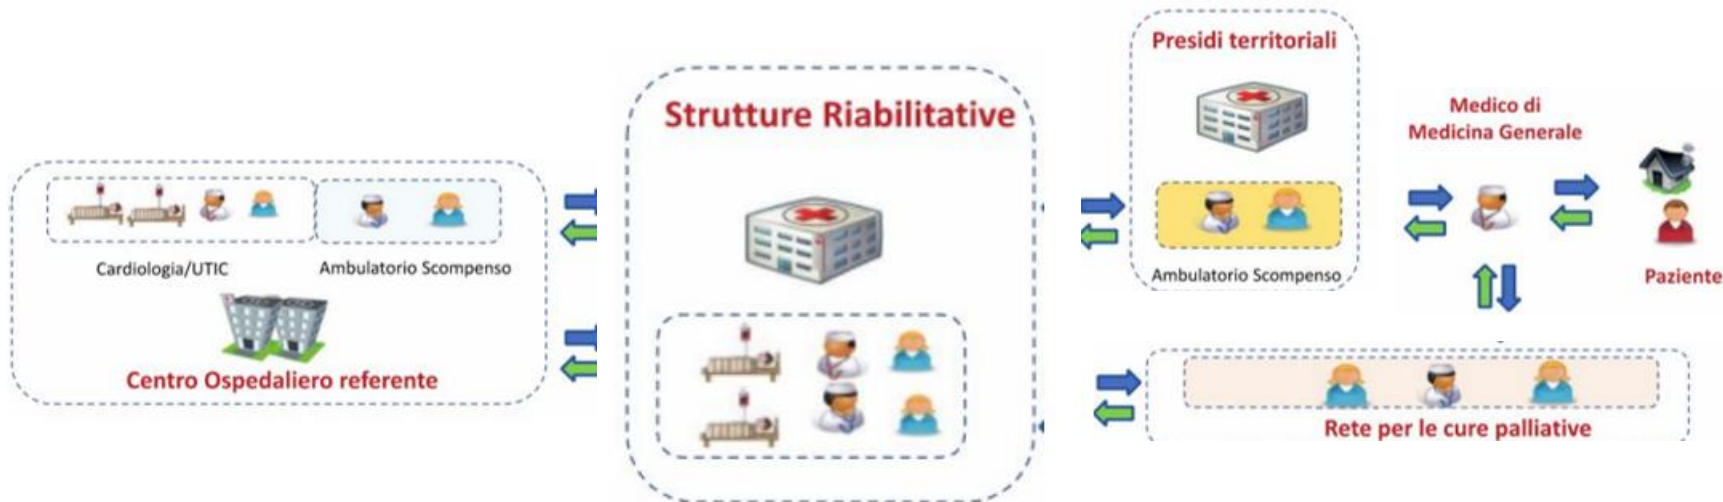 Cardiologia/UTIC
Ambulatorio Scompenso
Centro Ospedaliero referente
Strutture Riabilitative
Presidi territoriali
Ambulatorio Scompenso
Medico di
Medicina Generale
Paziente
Rete per le cure palliative